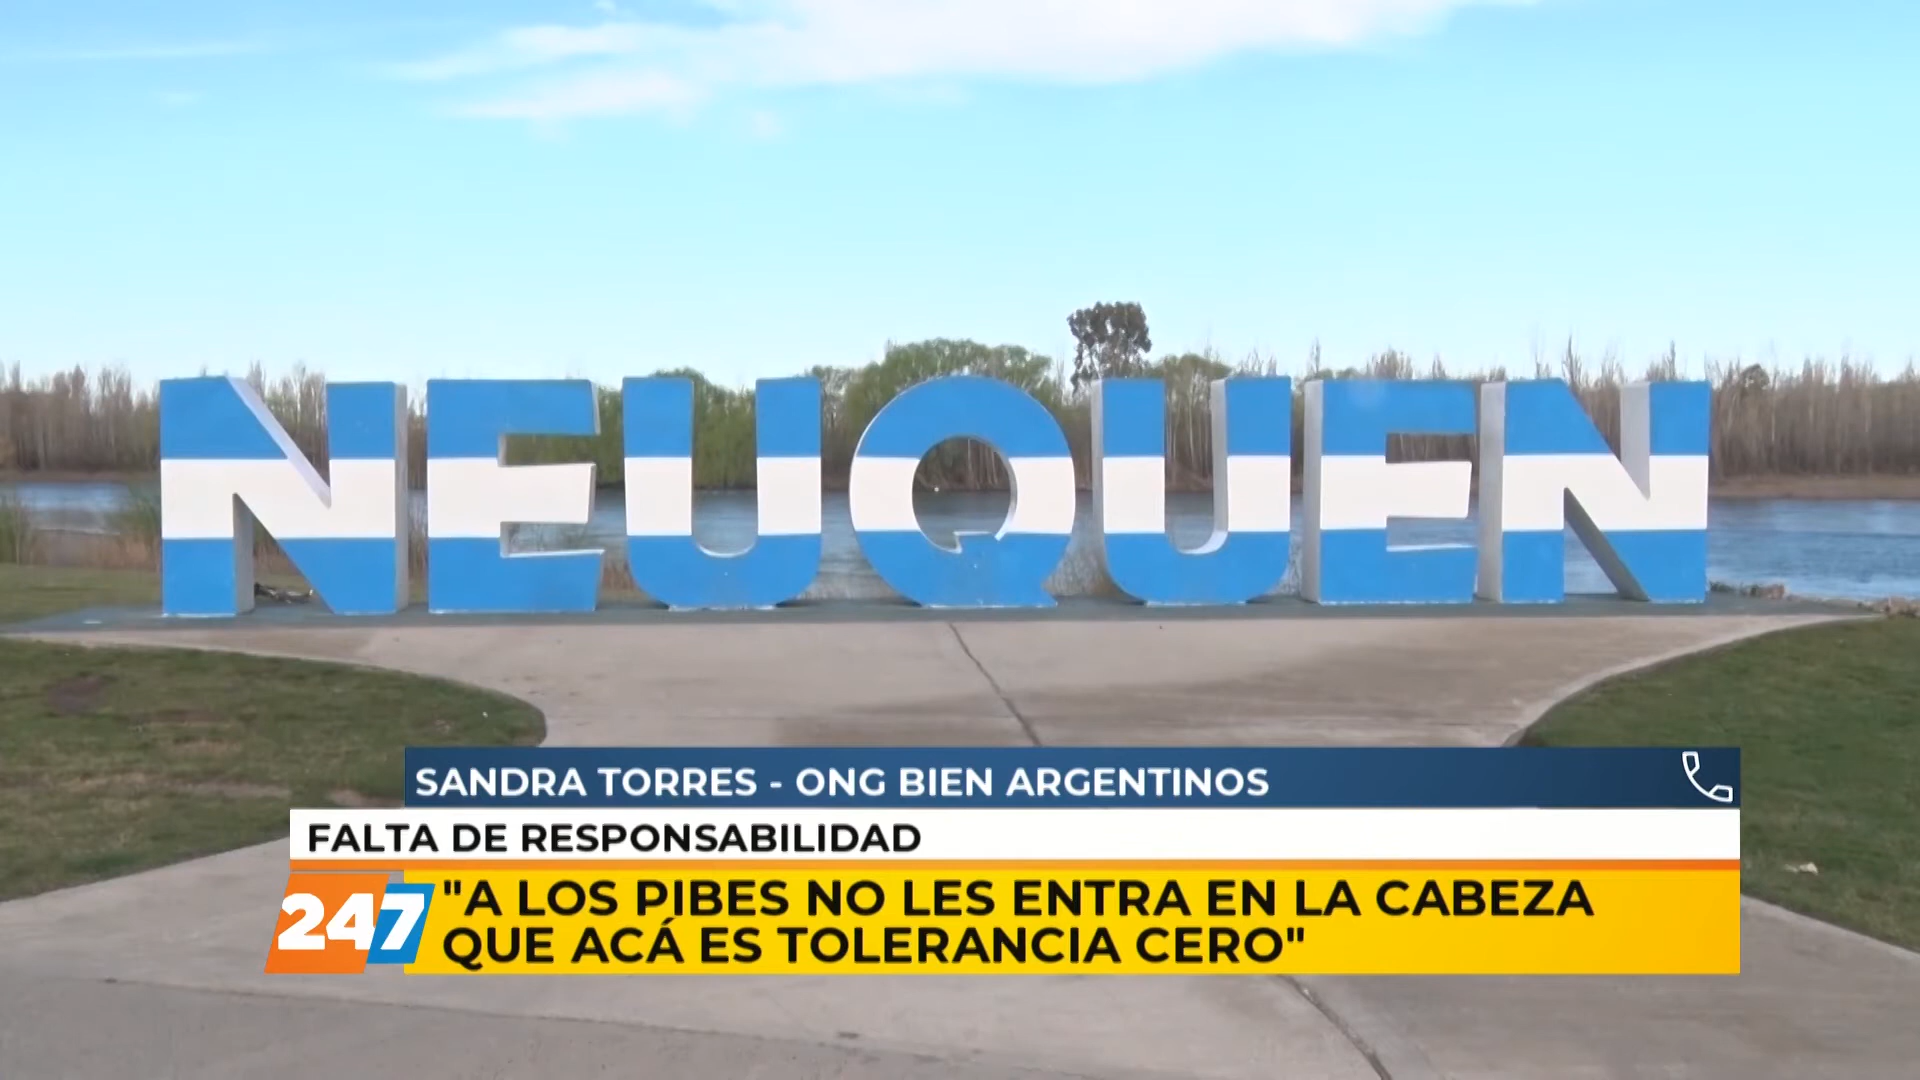 NEUQUEN
SANDRA TORRES - ONG BIEN ARGENTINOS
FALTA DE RESPONSABILIDAD
247
"A LOS PIBES NO LES ENTRA EN LA CABEZA
QUE ACÁ ES TOLERANCIA CERO"